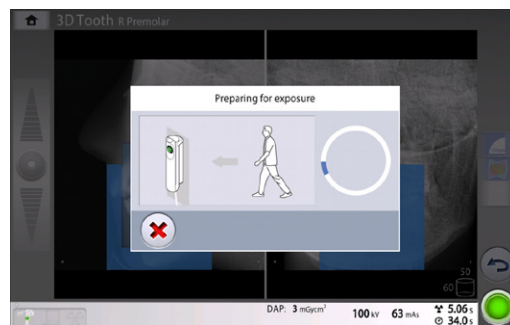 3D Tooth R Premolar
Preparing for exposure
50
60
DAP: 3 mGycm²
100 kV
63 mAs
5.06 s
34.0 s